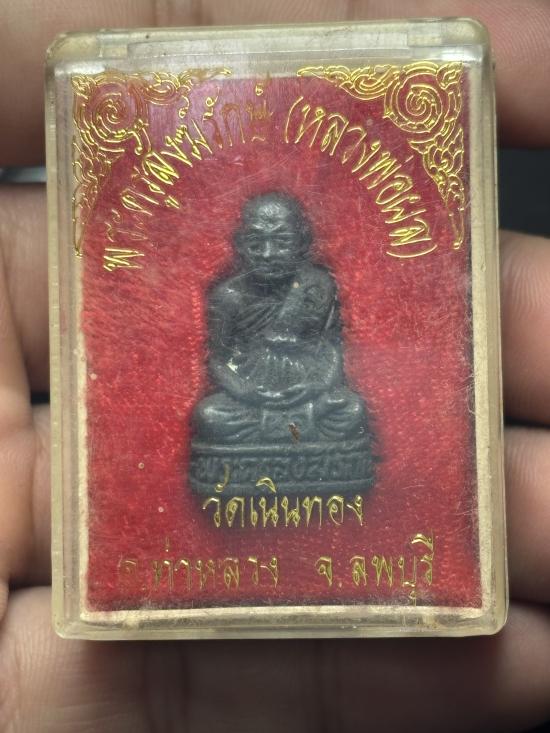 พระครูสังฆ์รักษ์ (หลวงพ่อผล)
วัดเนินทอง
อ.ท่าหลวง จ.ลพบุรี